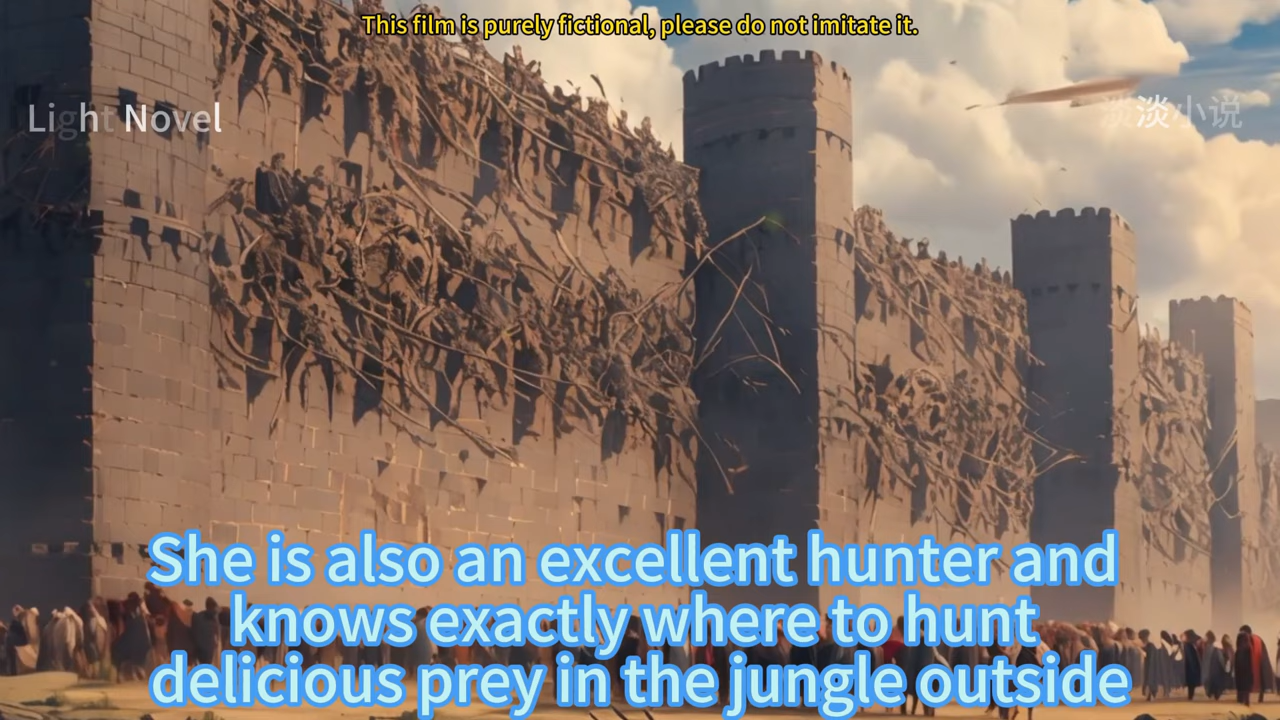 This film is purely fictional, please do not imitate it.
Light Novel
淡淡小说
She is also an excellent hunter and
knows exactly where to hunt
delicious prey in the jungle outside